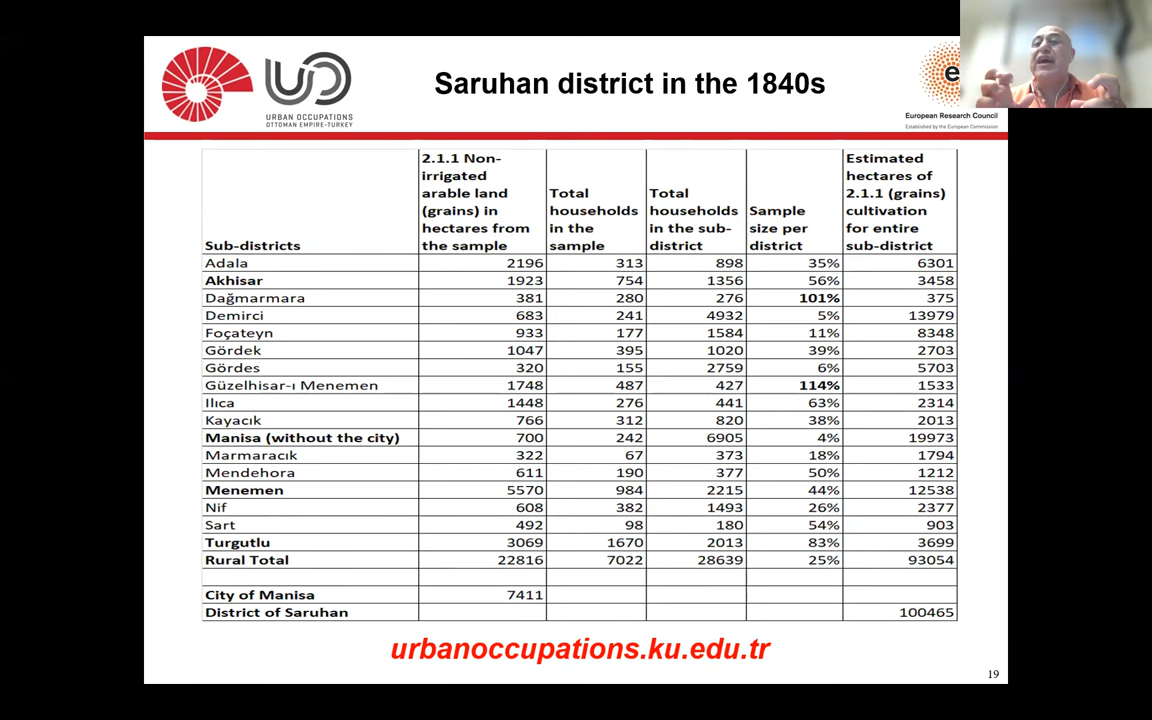 UD
URBAN OCCUPATIONS
OTTOMAN EMPIRE-TURKEY
Saruhan district in the 1840s
e
European Research Council
Established by the European Commission
Sub-districts | 2.1.1 Non-irrigated arable land (grains) in hectares from the sample | Total households in the sample | Total households in the sub-district | Sample size per district | Estimated hectares of 2.1.1 (grains) cultivation for entire sub-district
Adala 2196 313 898 35% 6301
Akhisar 1923 754 1356 56% 3458
Dağmarmara 381 280 276 101% 375
Demirci 683 241 4932 5% 13979
Foçateyn 933 177 1584 11% 8348
Gördek 1047 395 1020 39% 2703
Gördes 320 155 2759 6% 5703
Güzelhisar-ı Menemen 1748 487 427 114% 1533
Ilıca 1448 276 441 63% 2314
Kayacık 766 312 820 38% 2013
Manisa (without the city) 700 242 6905 4% 19973
Marmaracık 322 67 373 18% 1794
Mendehora 611 190 377 50% 1212
Menemen 5570 984 2215 44% 12538
Nif 608 382 1493 26% 2377
Sart 492 98 180 54% 903
Turgutlu 3069 1670 2013 83% 3699
Rural Total 22816 7022 28639 25% 93054
City of Manisa 7411
District of Saruhan 100465
urbanoccupations.ku.edu.tr
19